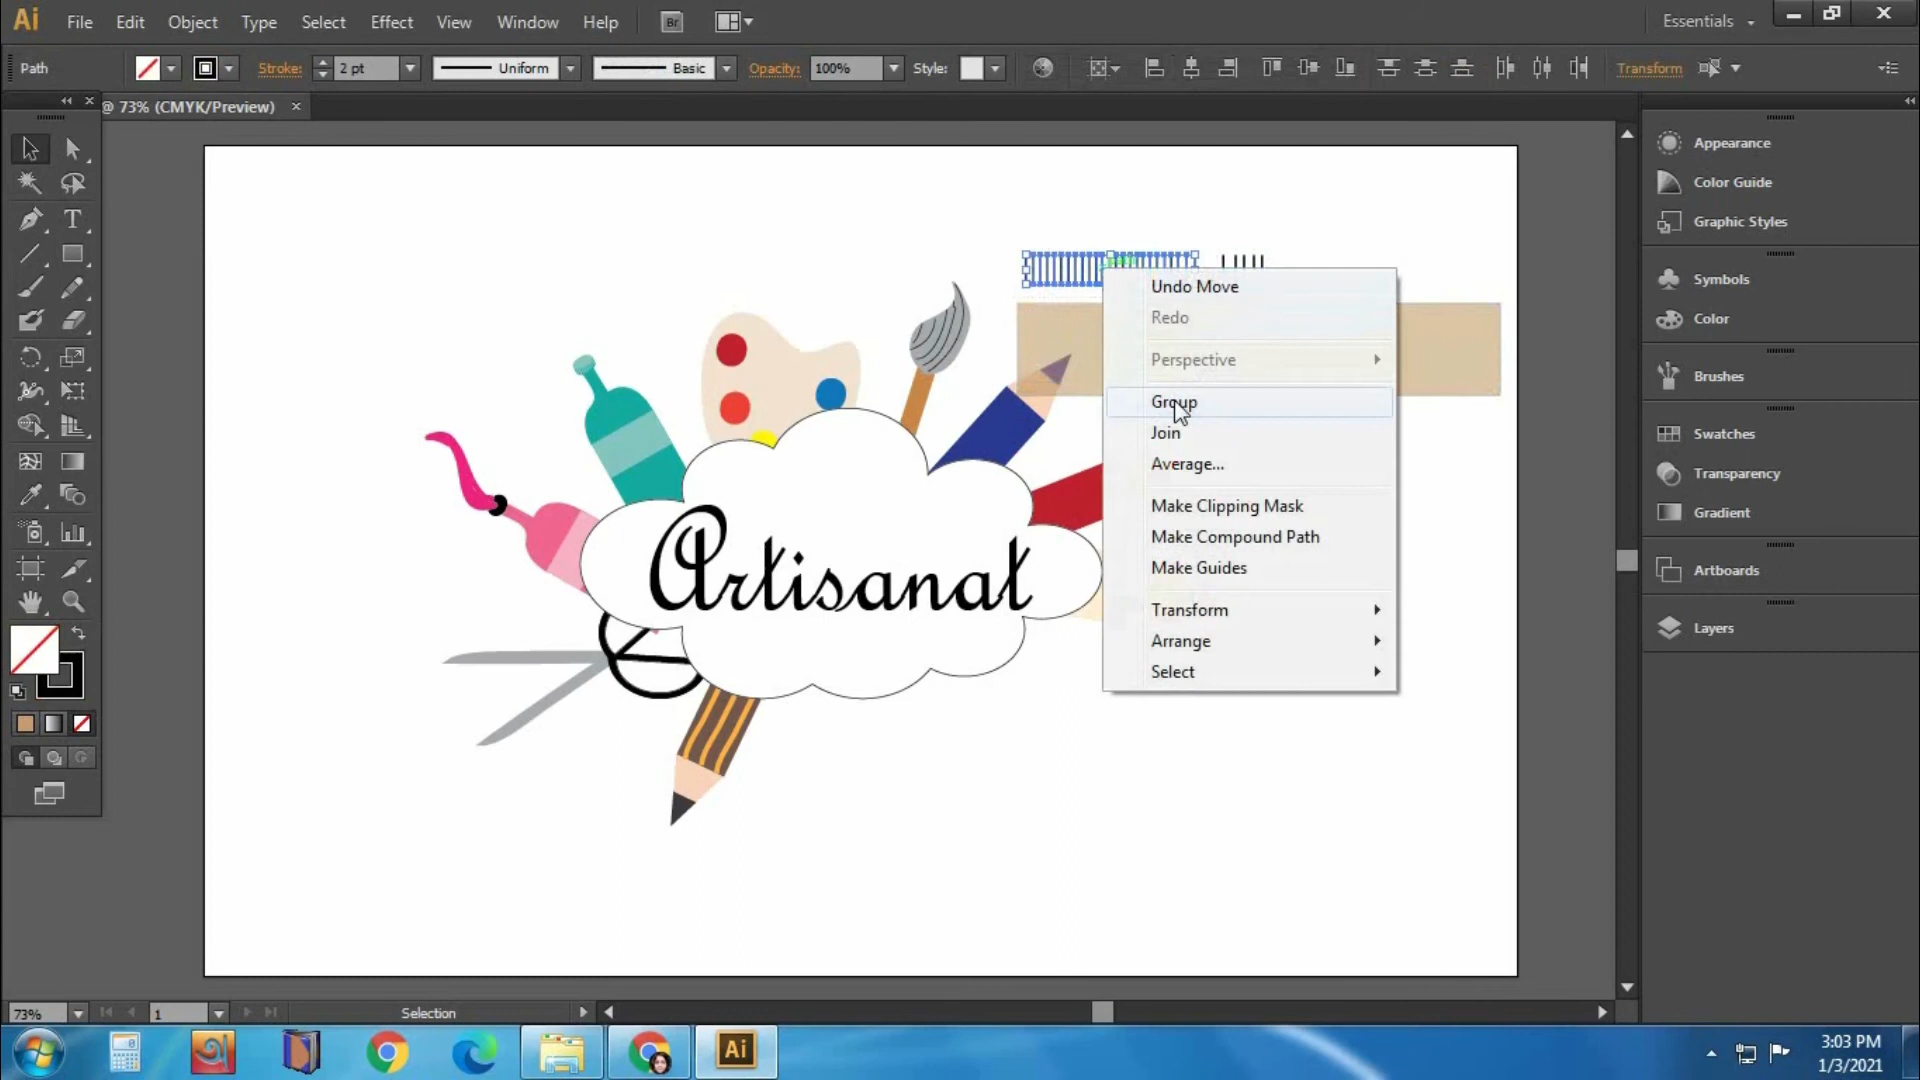 Ai File Edit Object Type Select Effect View Window Help Br Essentials
Path Stroke: 2 pt Uniform Basic Opacity: 100% Style: Transform
@ 73% (CMYK/Preview)
Appearance
Color Guide
Graphic Styles
Symbols
Color
Brushes
Swatches
Transparency
Gradient
Artboards
Layers
Undo Move
Redo
Perspective
Group
Join
Average...
Make Clipping Mask
Make Compound Path
Make Guides
Transform
Arrange
Select
Artisanat
73% 1 Selection
Ai
3:03 PM
1/3/2021